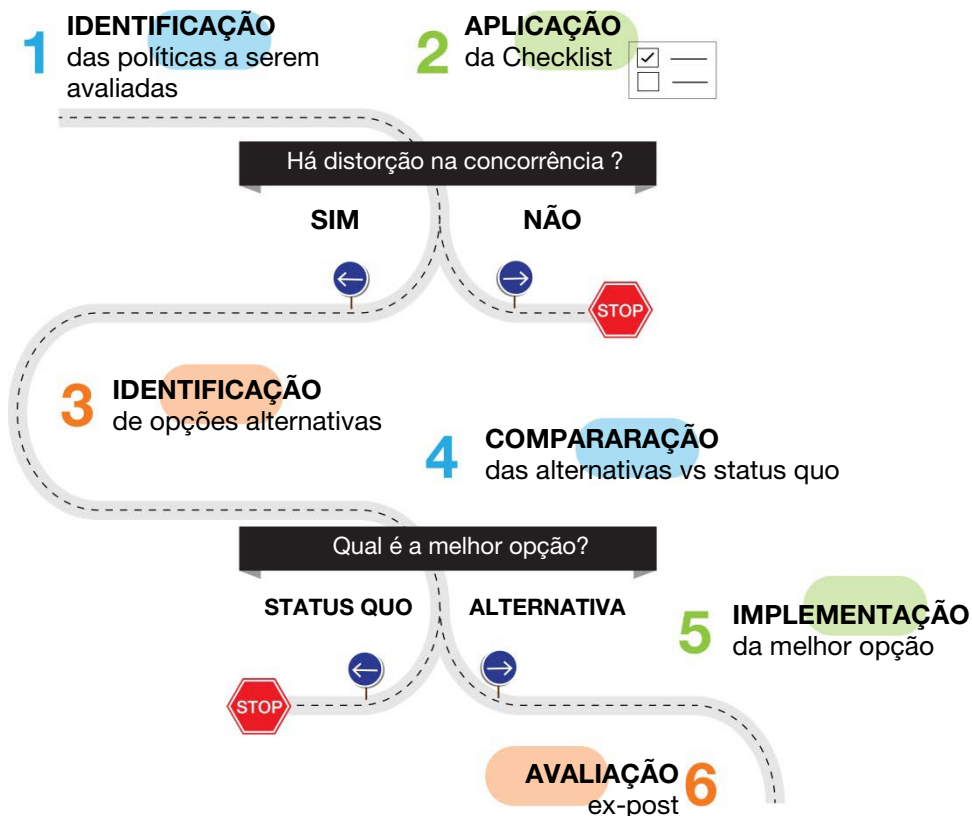 1
IDENTIFICAÇÃO
das políticas a serem
avaliadas
2
APLICAÇÃO
da Checklist
Há distorção na concorrência ?
SIM
NÃO
STOP
3
IDENTIFICAÇÃO
de opções alternativas
4
COMPARARAÇÃO
das alternativas vs status quo
Qual é a melhor opção?
STATUS QUO
ALTERNATIVA
STOP
5
IMPLEMENTAÇÃO
da melhor opção
AVALIAÇÃO
ex-post
6